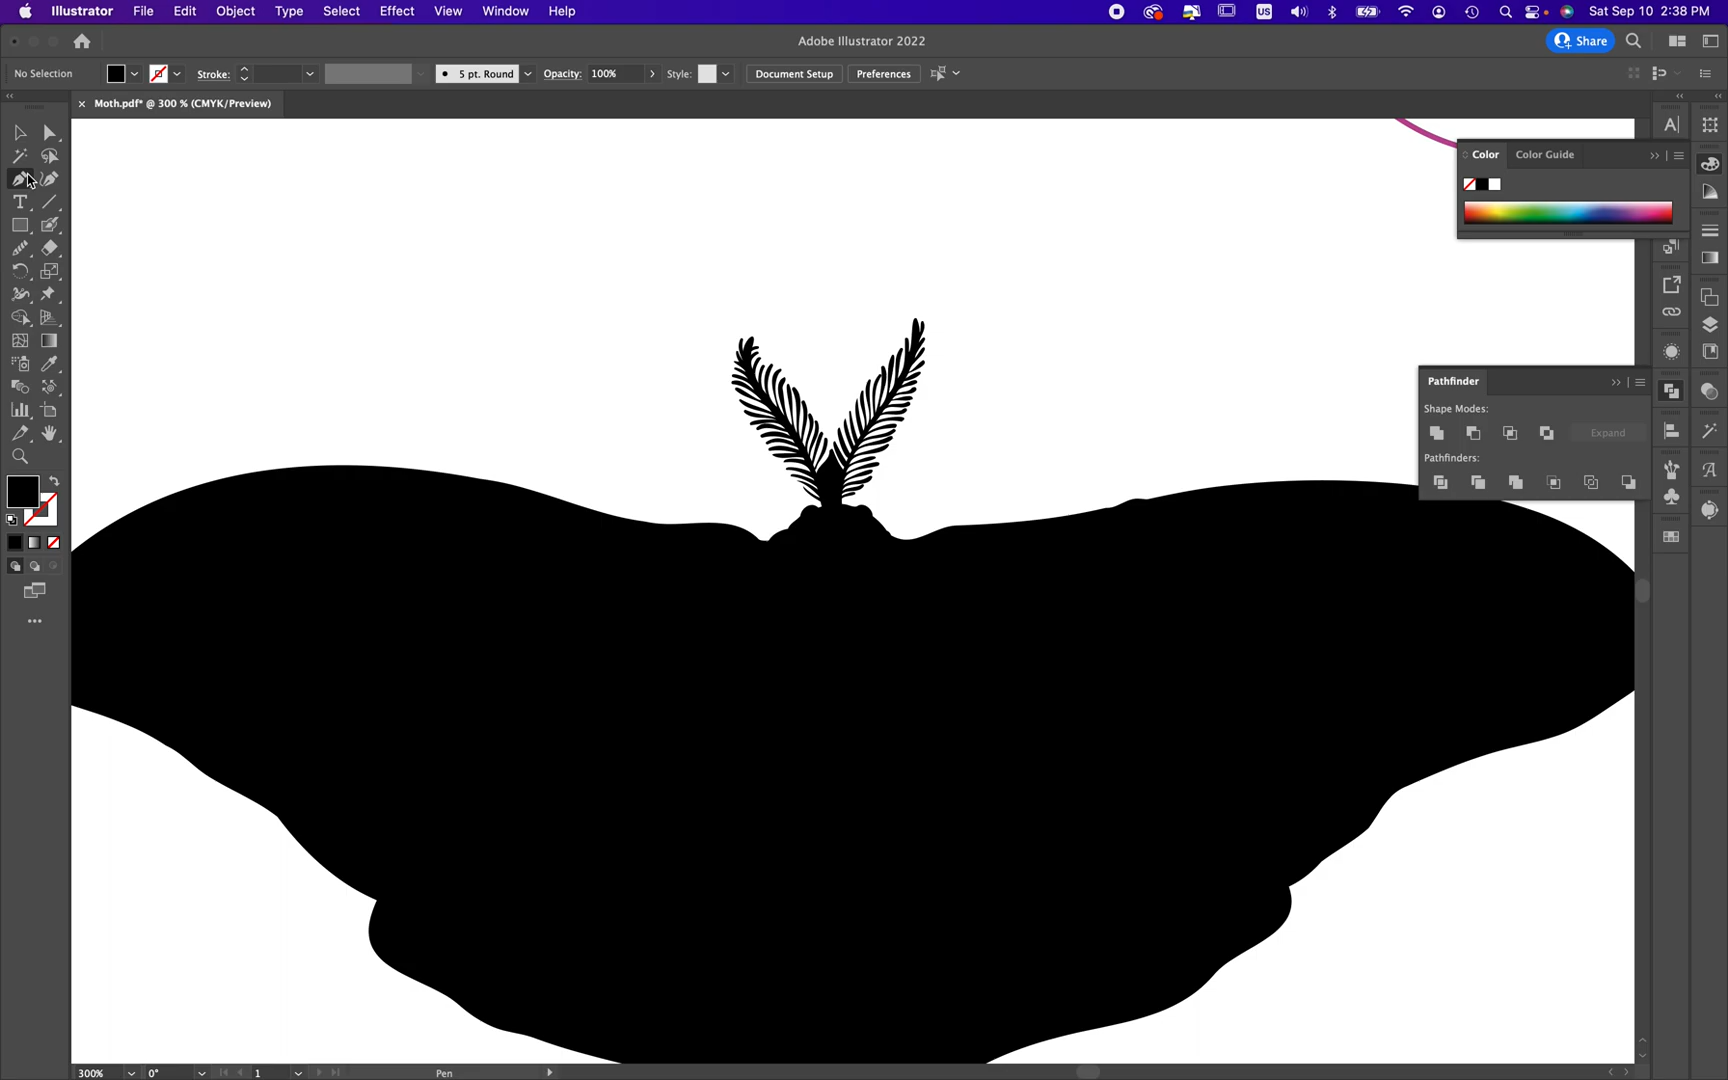 Illustrator File Edit Object Type Select Effect View Window Help
US
Sat Sep 10 2:38 PM
Adobe Illustrator 2022
Share
No Selection
Stroke:
5 pt. Round
Opacity: 100%
Style:
Document Setup
Preferences
× Moth.pdf* @ 300 % (CMYK/Preview)
Color
Color Guide
Pathfinder
Shape Modes:
Expand
Pathfinders:
300%
0°
1
Pen